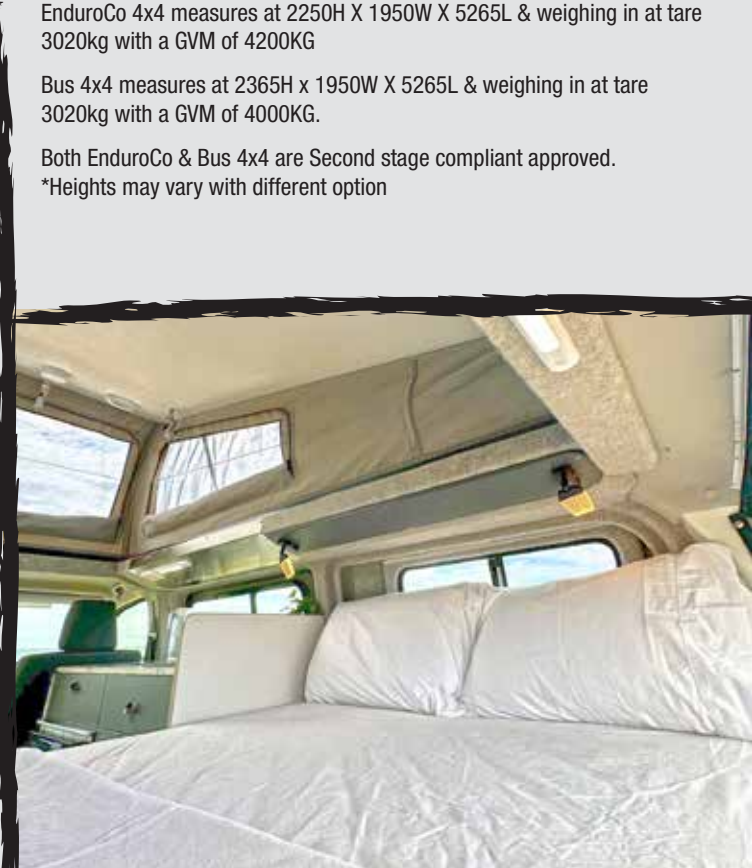 EnduroCo 4x4 measures at 2250H X 1950W X 5265L & weighing in at tare
3020kg with a GVM of 4200KG
Bus 4x4 measures at 2365H x 1950W X 5265L & weighing in at tare
3020kg with a GVM of 4000KG.
Both EnduroCo & Bus 4x4 are Second stage compliant approved.
*Heights may vary with different option